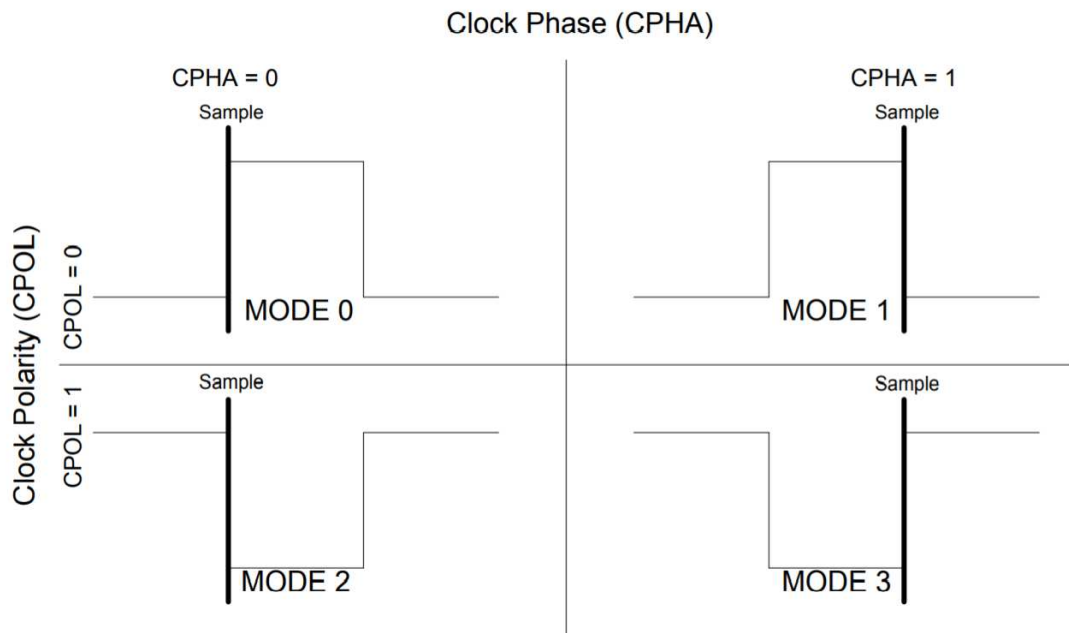 Clock Phase (CPHA)
CPHA = 0
CPHA = 1
Sample
Sample
Clock Polarity (CPOL)
CPOL = 0
MODE 0
MODE 1
CPOL = 1
Sample
Sample
MODE 2
MODE 3